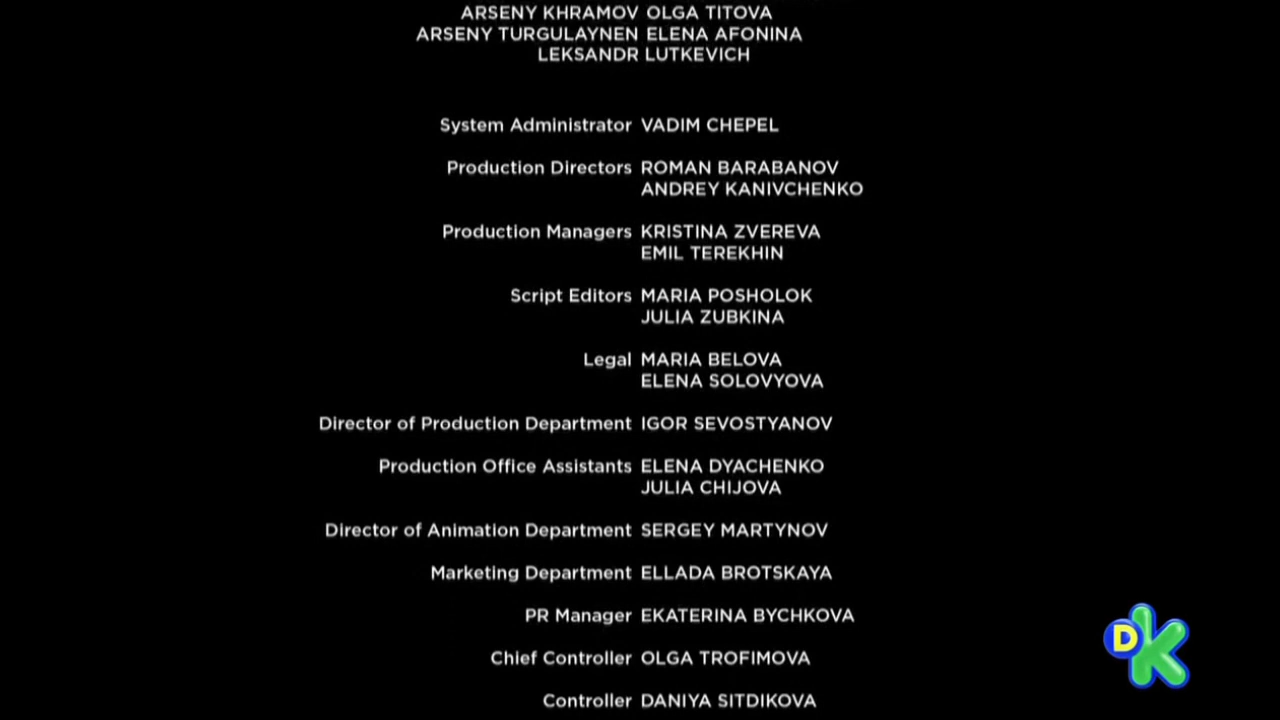 ARSENY KHRAMOV OLGA TITOVA
ARSENY TURGULAYNEN ELENA AFONINA
LEKSANDR LUTKEVICH
System Administrator VADIM CHEPEL
Production Directors ROMAN BARABANOV
ANDREY KANIVCHENKO
Production Managers KRISTINA ZVEREVA
EMIL TEREKHIN
Script Editors MARIA POSHOLOK
JULIA ZUBKINA
Legal MARIA BELOVA
ELENA SOLOVYOVA
Director of Production Department IGOR SEVOSTYANOV
Production Office Assistants ELENA DYACHENKO
JULIA CHIJOVA
Director of Animation Department SERGEY MARTYNOV
Marketing Department ELLADA BROTSKAYA
PR Manager EKATERINA BYCHKOVA
Chief Controller OLGA TROFIMOVA
Controller DANIYA SITDIKOVA
DK